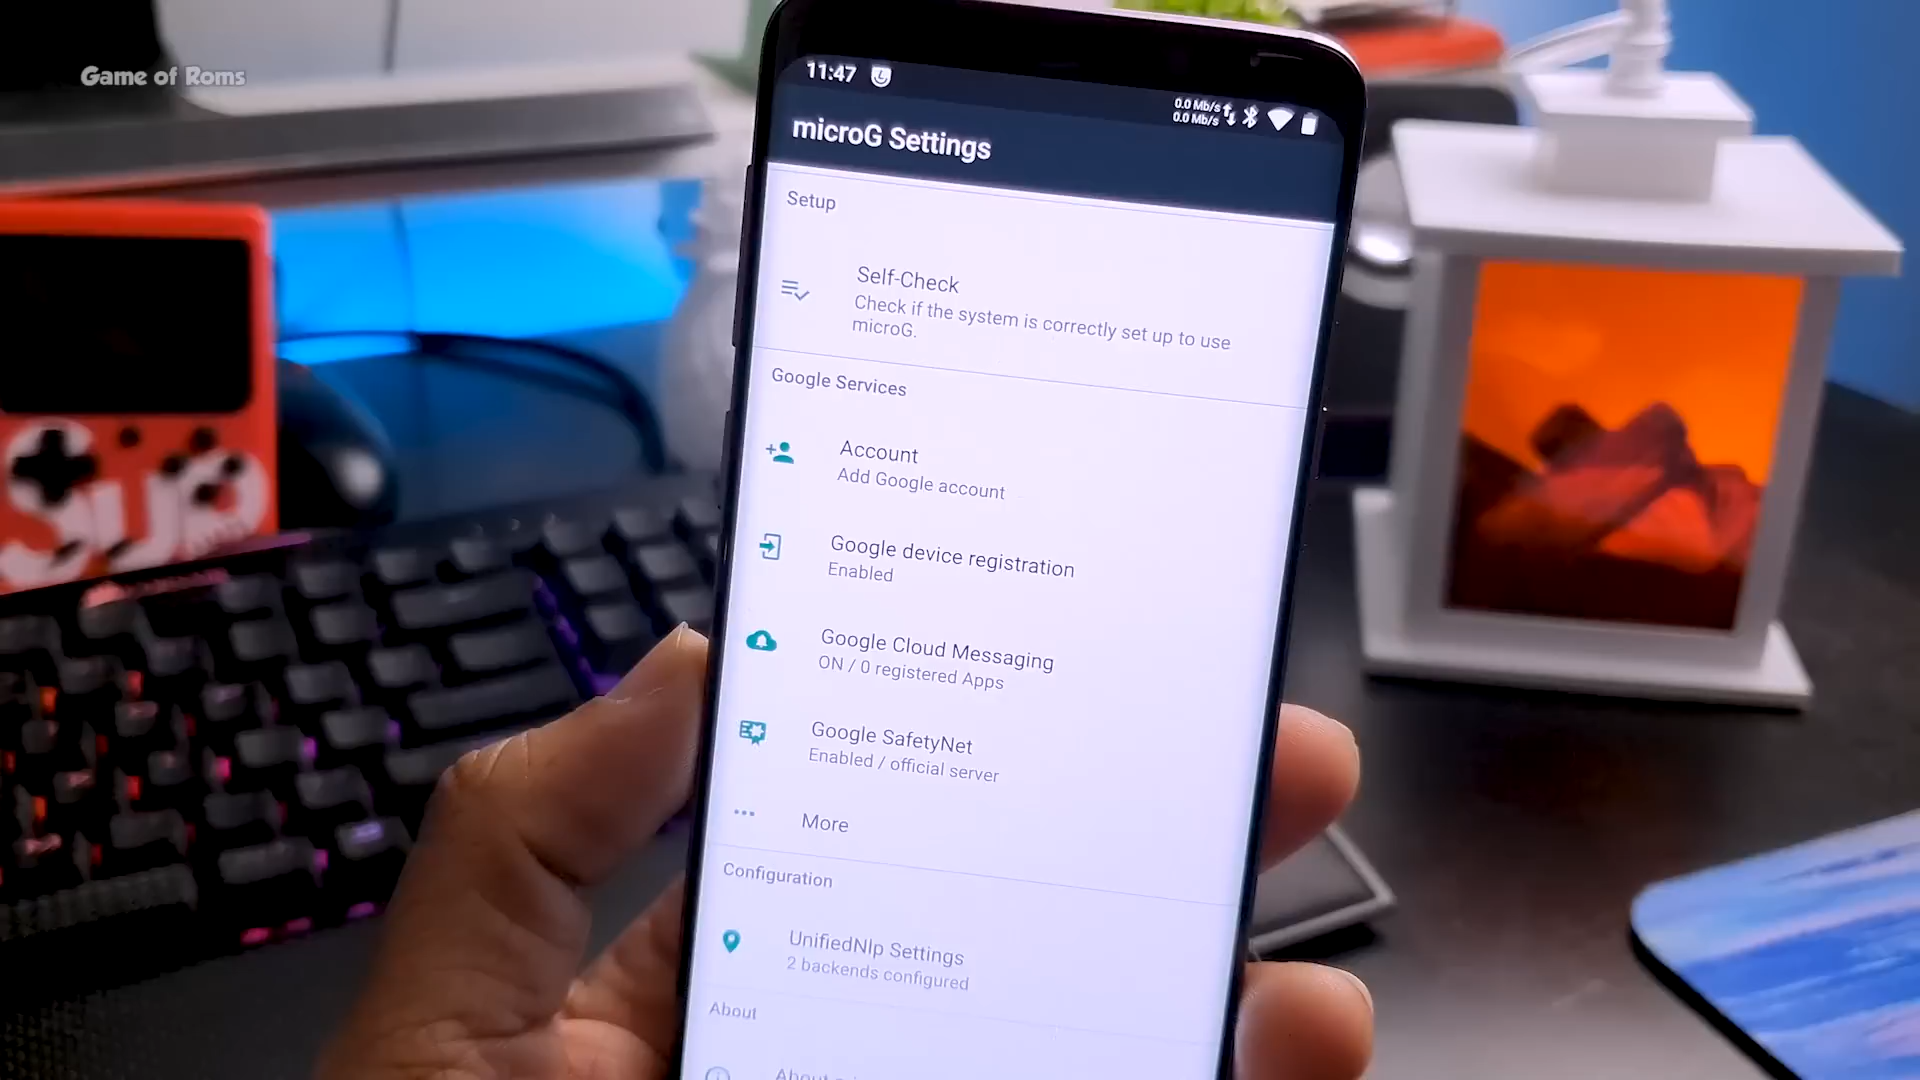 Game of Roms
11:47
0.0 Mb/s
0.0 Mb/s
microG Settings
Setup
Self-Check
Check if the system is correctly set up to use
microG.
Google Services
Account
Add Google account
Google device registration
Enabled
Google Cloud Messaging
ON / 0 registered Apps
Google SafetyNet
Enabled / official server
More
Configuration
UnifiedNlp Settings
2 backends configured
About
About
SUP